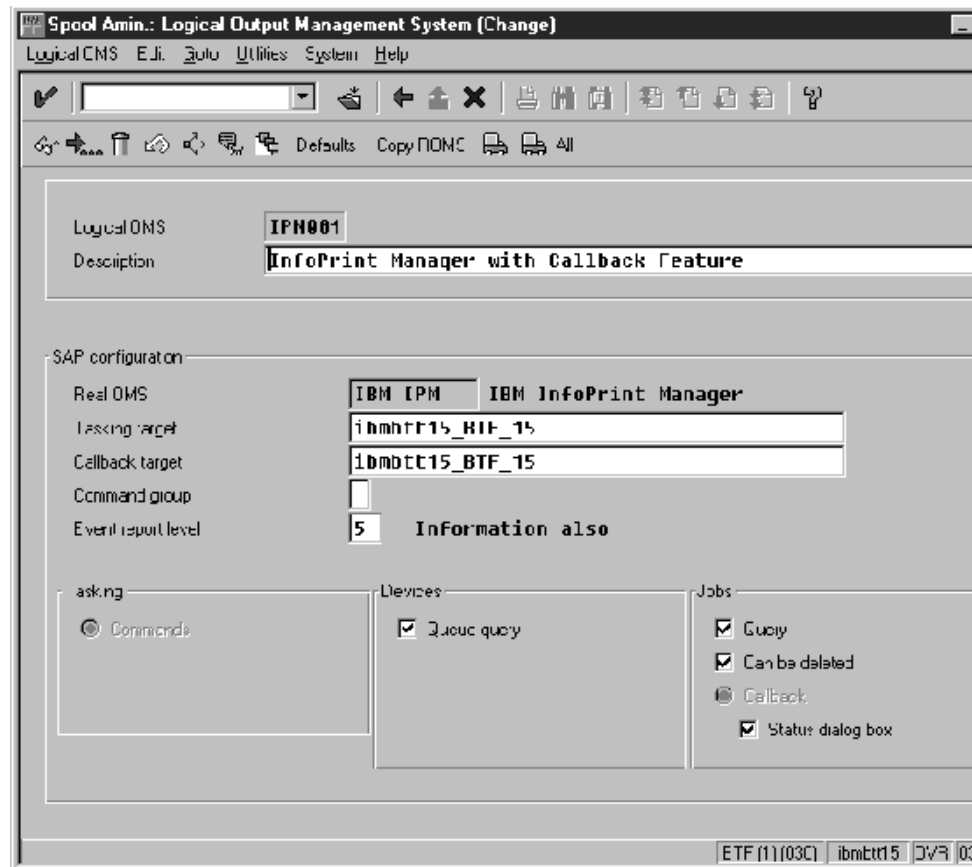 Spool Amin.: Logical Output Management System (Change)
Logical OMS Edit Goto Utilities System Help
Defaults Copy ROMS All
Logical OMS IPM001
Description InfoPrint Manager with Callback Feature
SAP configuration
Real OMS IBM IPM IBM InfoPrint Manager
Tasking target ibmbtt15_BTF_15
Callback target ibmbtt15_BTF_15
Command group
Event report level 5 Information also
Tasking Devices Jobs
Commands Queue query Query
Can be deleted
Callback
Status dialog box
ibmbtt15 OVR